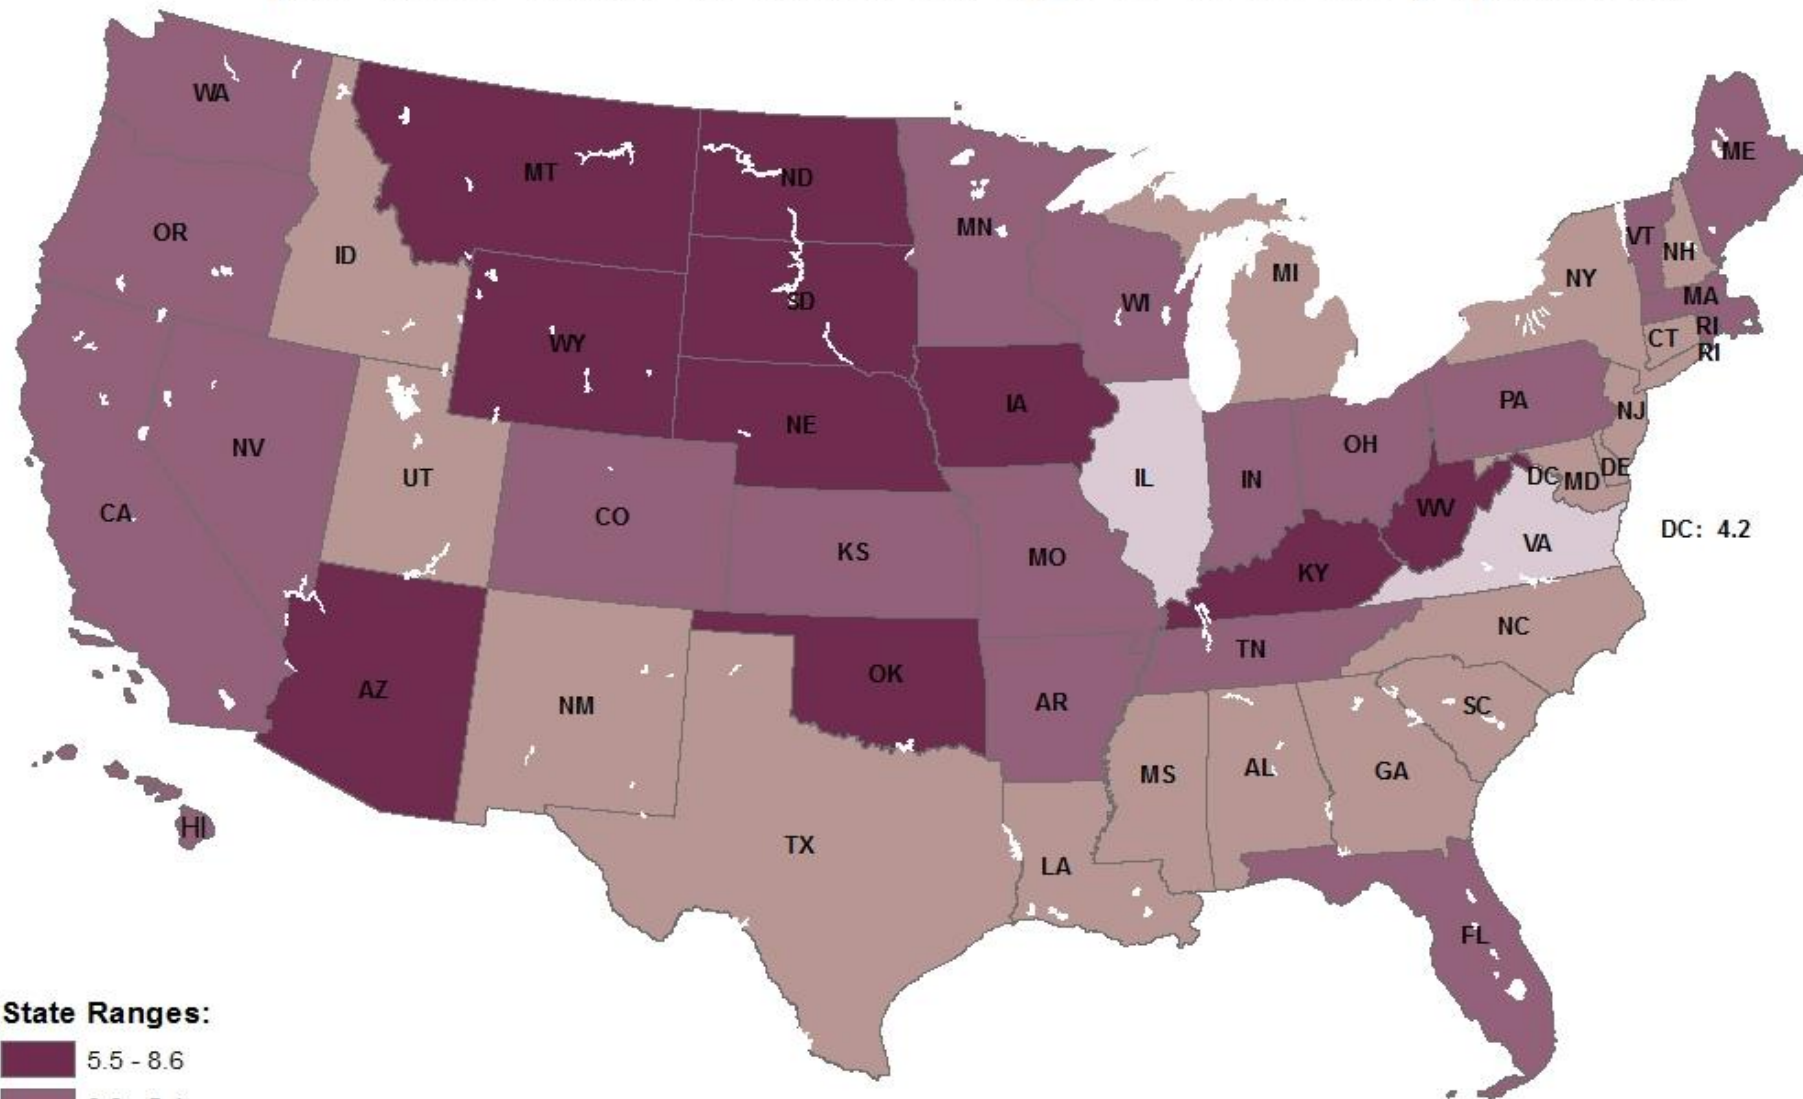 WA
MT
ND
ME
OR
ID
MN
VT
NH
NY
MI
WI
SD
MA
RI
CT
RI
WY
IA
NE
PA
NJ
OH
NV
UT
IL
IN
DC
MD
DE
CA
CO
WV
DC: 4.2
VA
KS
MO
KY
NC
TN
OK
AZ
NM
AR
SC
MS
AL
GA
HI
TX
LA
FL
State Ranges:
5.5 - 8.6